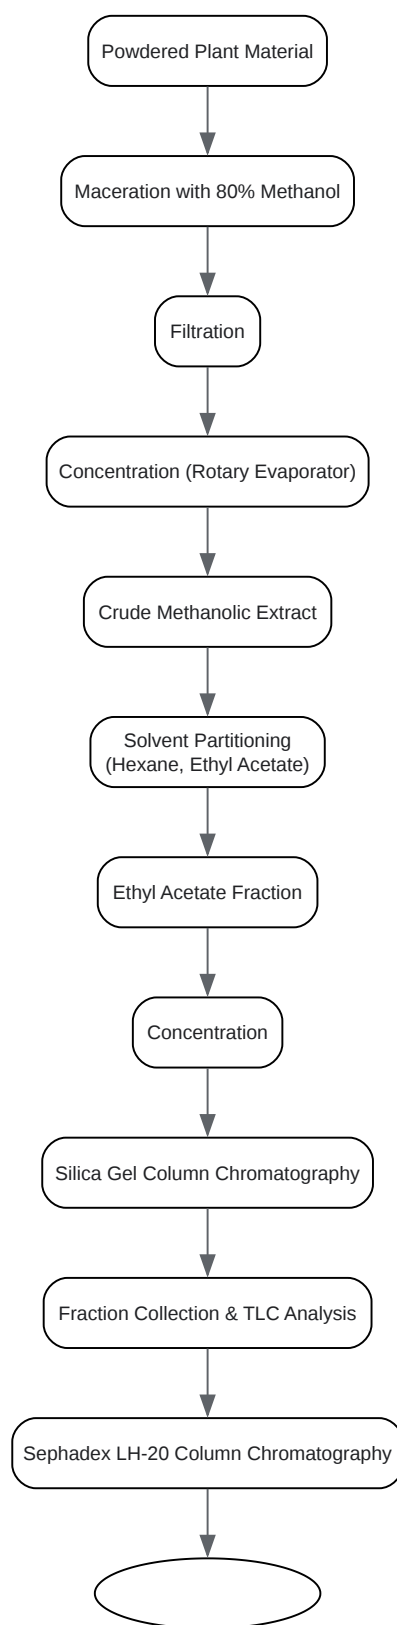 Powdered Plant Material
Maceration with 80% Methanol
Filtration
Concentration (Rotary Evaporator)
Crude Methanolic Extract
Solvent Partitioning
(Hexane, Ethyl Acetate)
Ethyl Acetate Fraction
Concentration
Silica Gel Column Chromatography
Fraction Collection & TLC Analysis
Sephadex LH-20 Column Chromatography